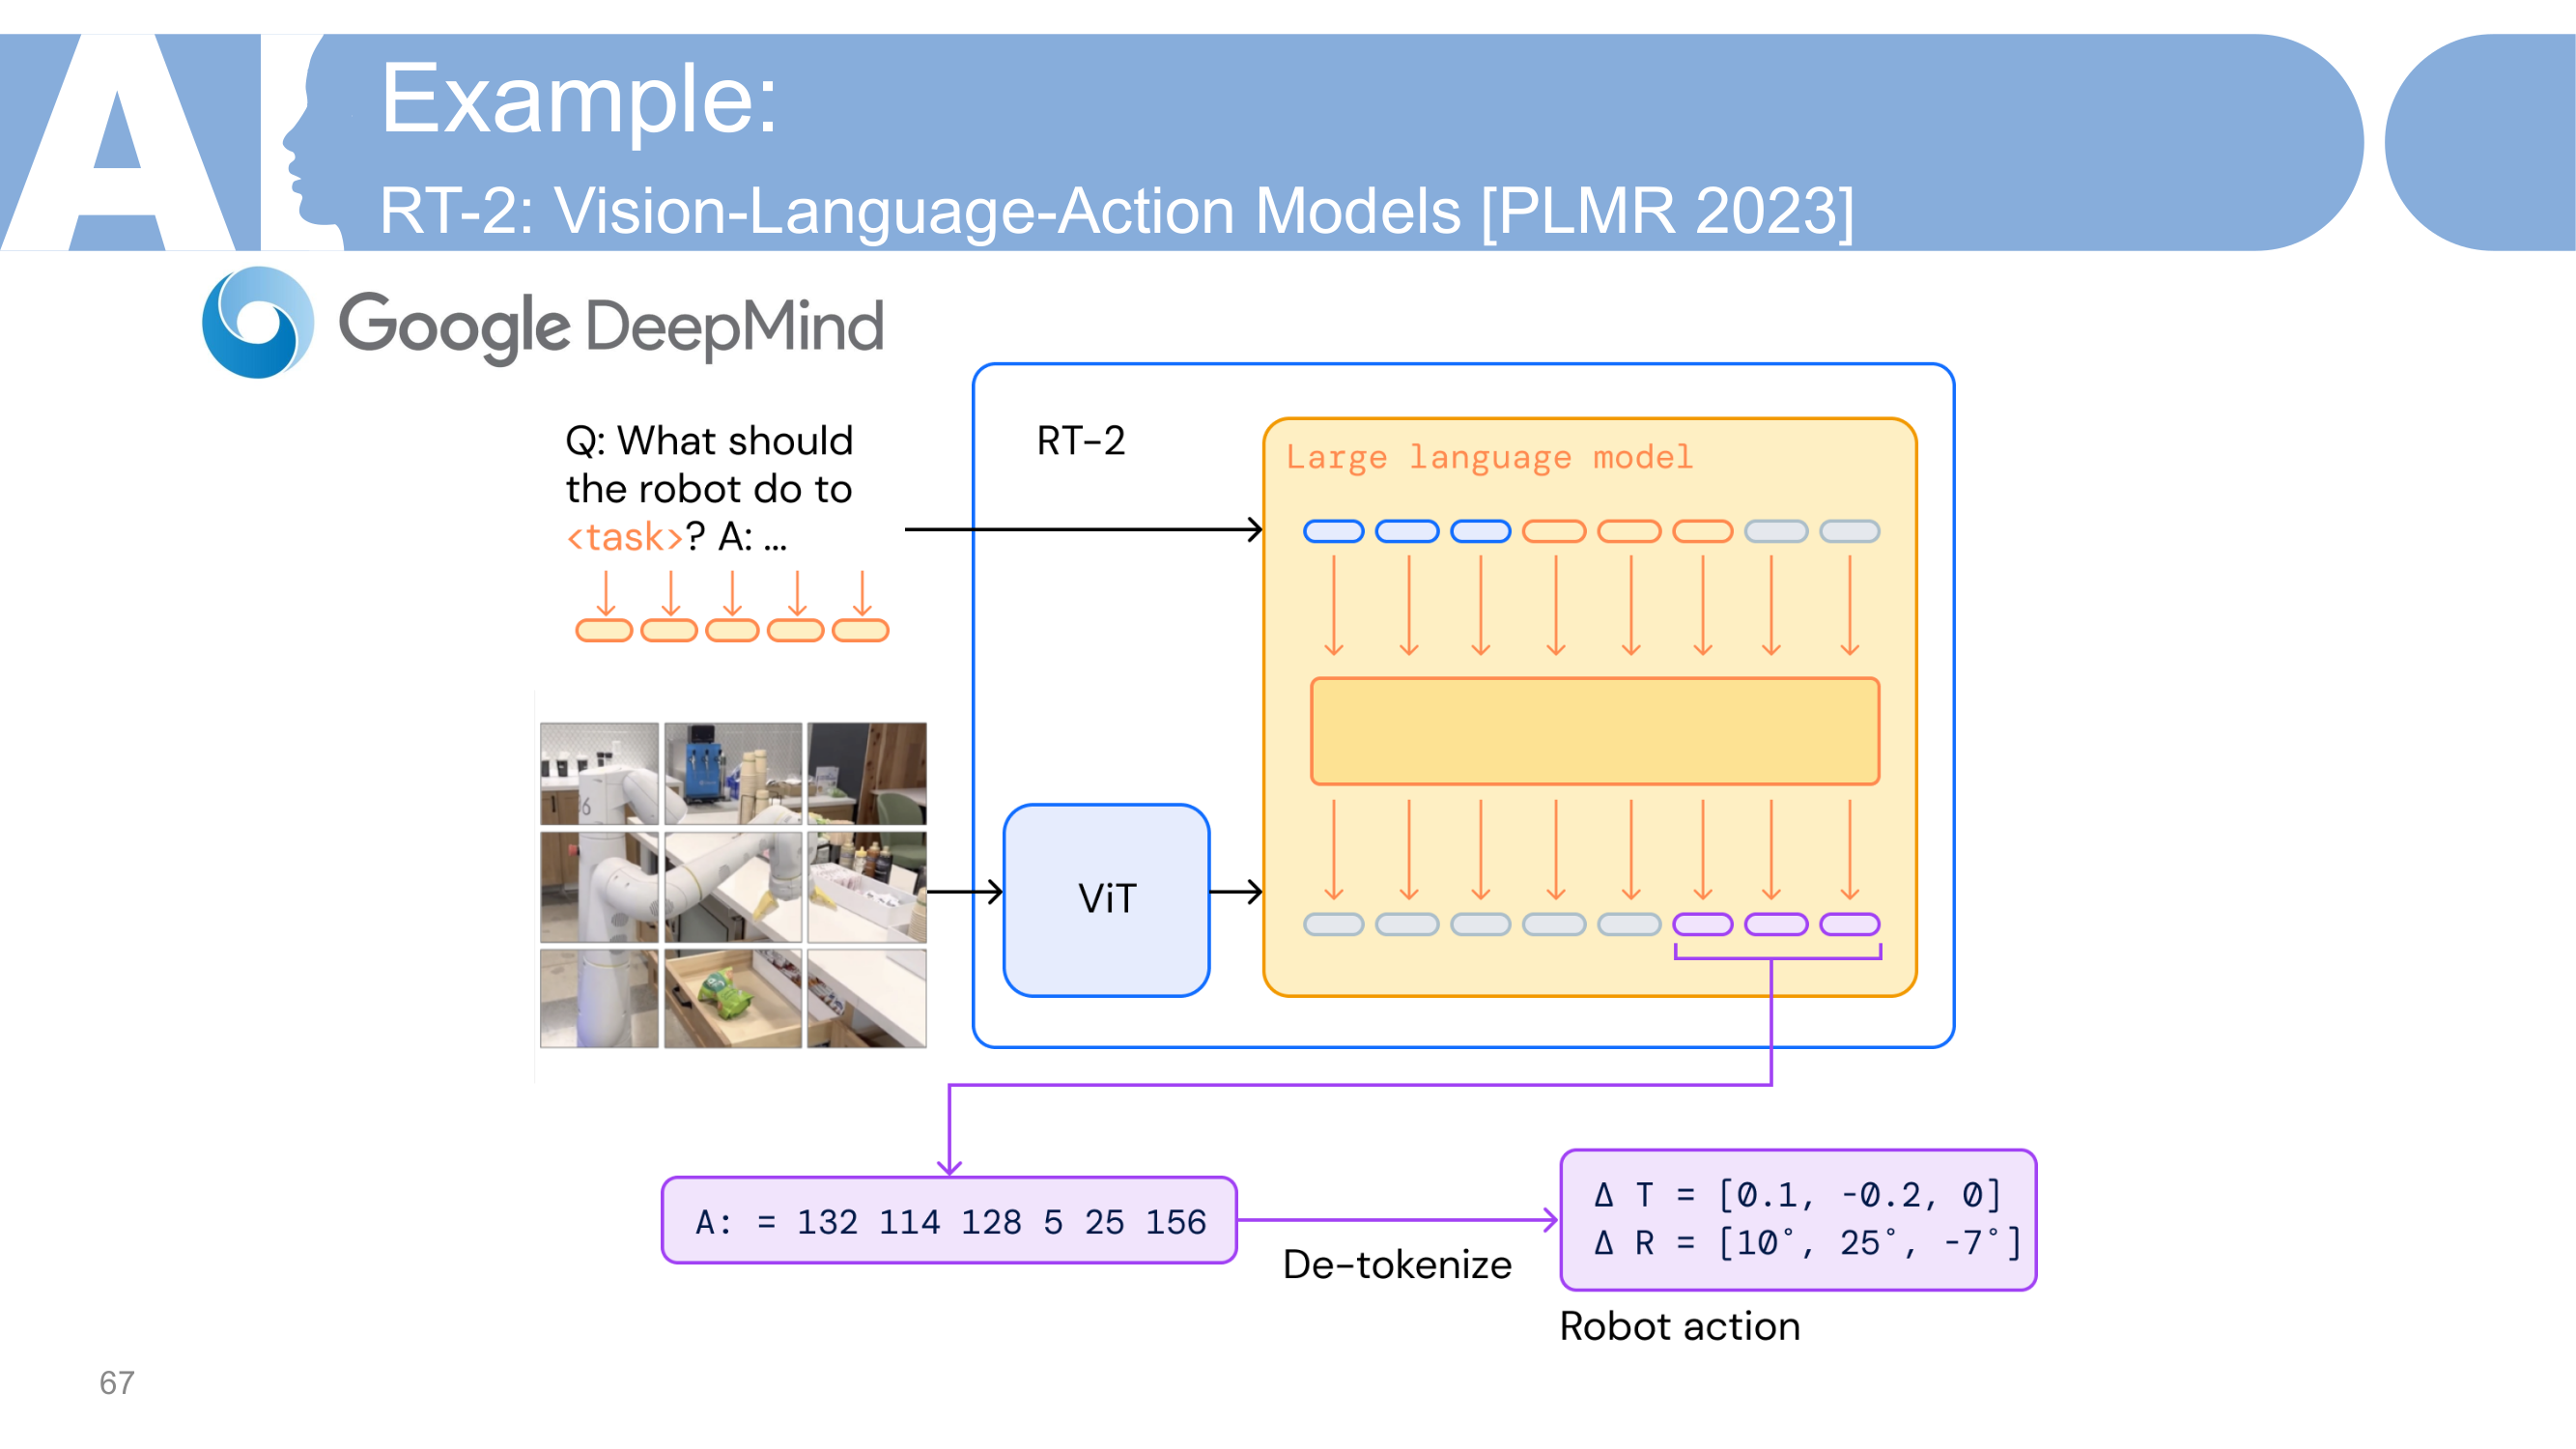 AI
Example:
RT-2: Vision-Language-Action Models [PLMR 2023]
Google DeepMind
Q: What should
the robot do to
<task>? A: ...
RT-2
Large language model
6
ViT
A: = 132 114 128 5 25 156
De-tokenize
Δ T = [0.1, -0.2, 0]
Δ R = [10°, 25°, -7°]
Robot action
67